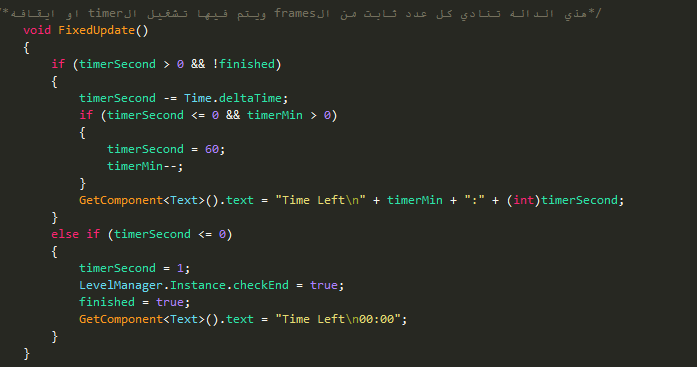 /*هذي الدالة تنادي كل عدد ثابت من الframes ويتم فيها تشغيل الtimer او ايقافه*/
void FixedUpdate()
{
if (timerSecond > 0 && !finished)
{
timerSecond -= Time.deltaTime;
if (timerSecond <= 0 && timerMin > 0)
{
timerSecond = 60;
timerMin--;
}
GetComponent<Text>().text = "Time Left\n" + timerMin + ":" + (int)timerSecond;
}
else if (timerSecond <= 0)
{
timerSecond = 1;
LevelManager.Instance.checkEnd = true;
finished = true;
GetComponent<Text>().text = "Time Left\n00:00";
}
}